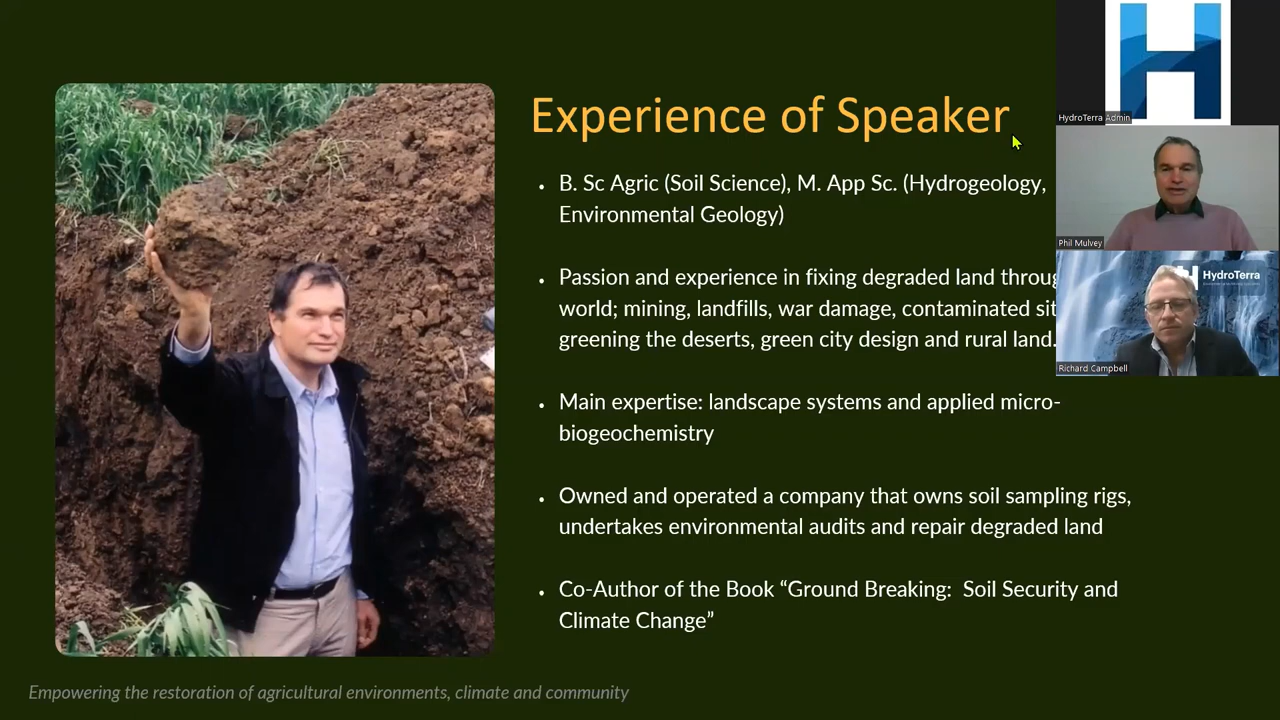 Experience of Speaker
B. Sc Agric (Soil Science), M. App Sc. (Hydrogeology,
Environmental Geology)
Passion and experience in fixing degraded land throug
world; mining, landfills, war damage, contaminated sit
greening the deserts, green city design and rural land.
Main expertise: landscape systems and applied micro-
biogeochemistry
Owned and operated a company that owns soil sampling rigs,
undertakes environmental audits and repair degraded land
Co-Author of the Book “Ground Breaking:  Soil Security and
Climate Change”
Empowering the restoration of agricultural environments, climate and community
H
HydroTerra Admin
Phil Mulvey
HydroTerra
Richard Campbell